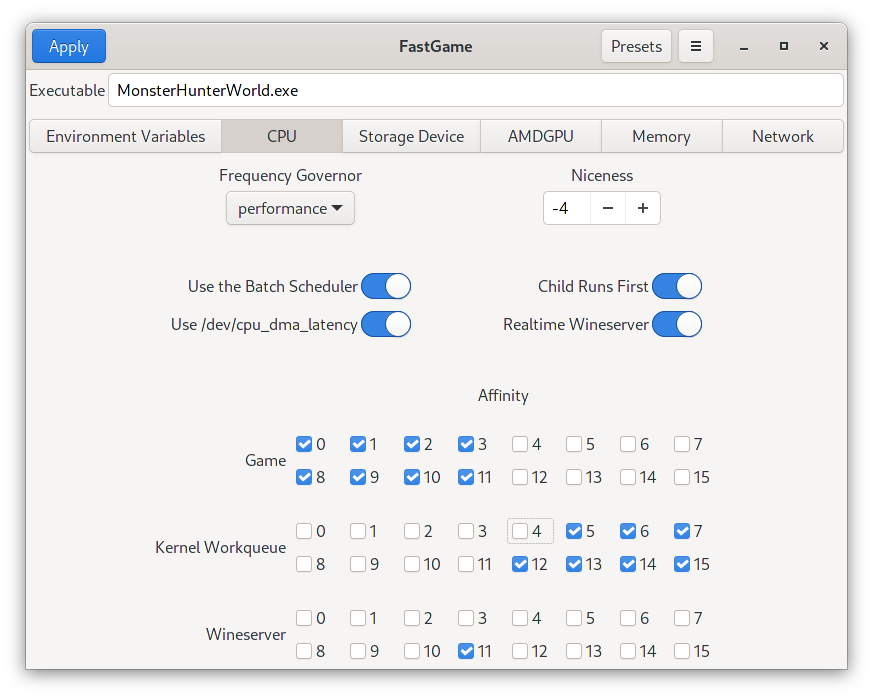 Apply FastGame Presets
Executable MonsterHunterWorld.exe
Environment Variables CPU Storage Device AMDGPU Memory Network
Frequency Governor Niceness
performance -4
Use the Batch Scheduler Child Runs First
Use /dev/cpu_dma_latency Realtime Wineserver
Affinity
Game
0 1 2 3 4 5 6 7
8 9 10 11 12 13 14 15
Kernel Workqueue
0 1 2 3 4 5 6 7
8 9 10 11 12 13 14 15
Wineserver
0 1 2 3 4 5 6 7
8 9 10 11 12 13 14 15